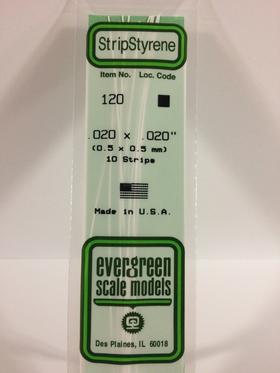 StripStyrene
Item No. Loc. Code
120
.020 x .020"
(0.5 x 0.5 mm)
10 Strips
Made in U.S.A.
evergreen
scale models
Des Plaines, IL 60018